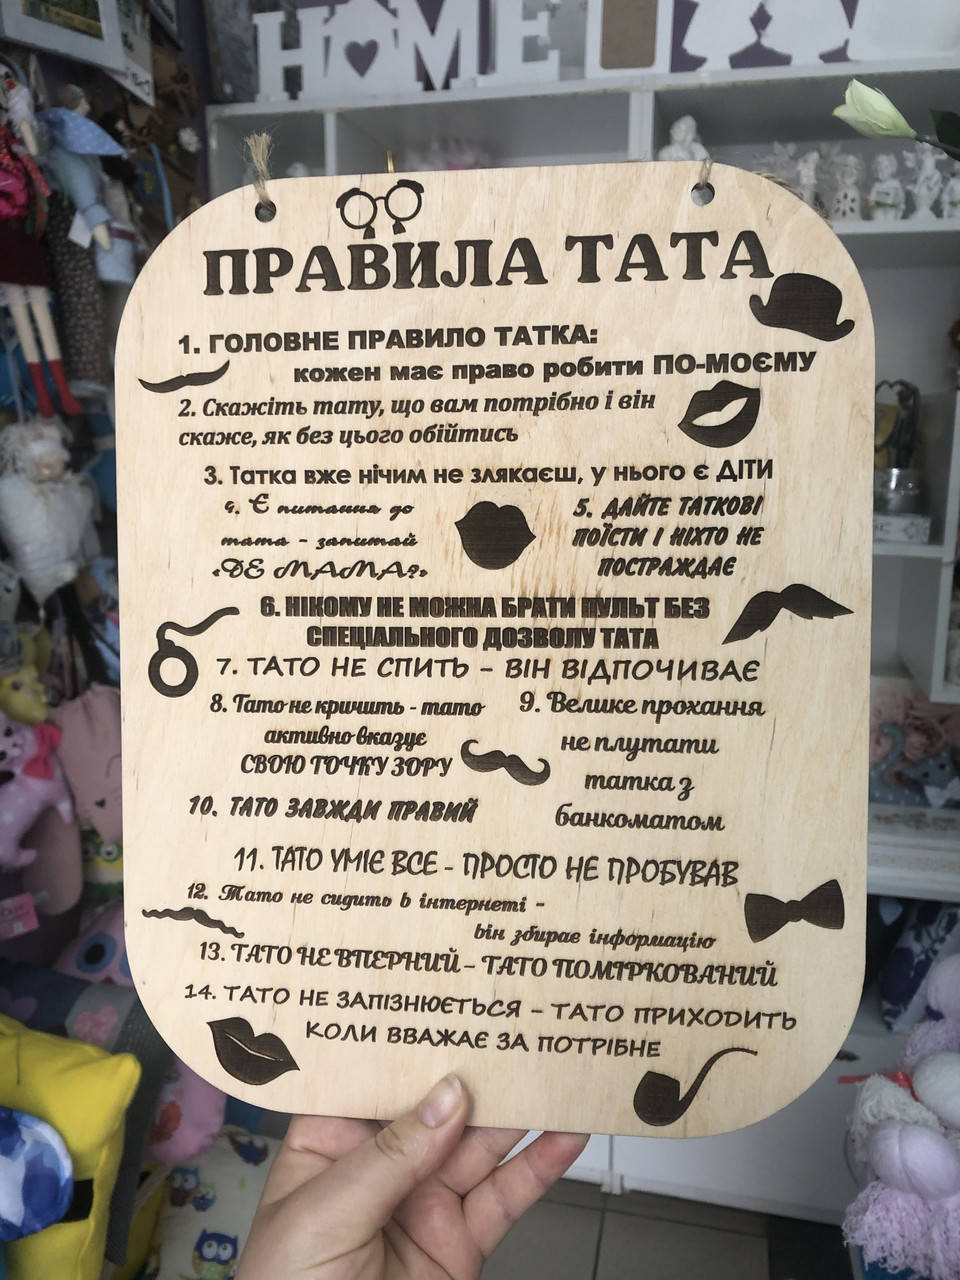 HOME
ПРАВИЛА ТАТА
1. ГОЛОВНЕ ПРАВИЛО ТАТКА:
кожен має право робити ПО-МОЄМУ
2. Скажіть тату, що вам потрібно і він
скаже, як без цього обійтись
3. Татка вже нічим не злякаєш, у нього є ДІТИ
4. Є питання до
тата - запитай
«ДЕ МАМА?»
5. ДАЙТЕ ТАТКОВІ
ПОЇСТИ І НІХТО НЕ
ПОСТРАЖДАЄ
6. НІКОМУ НЕ МОЖНА БРАТИ ПУЛЬТ БЕЗ
СПЕЦІАЛЬНОГО ДОЗВОЛУ ТАТА
7. ТАТО НЕ СПИТЬ – ВІН ВІДПОЧИВАЄ
8. Тато не кричить - тато
активно вказує
СВОЮ ТОЧКУ ЗОРУ
9. Велике прохання
не плутати
татка з
банкоматом
10. ТАТО ЗАВЖДИ ПРАВИЙ
11. ТАТО УМІЄ ВСЕ - ПРОСТО НЕ ПРОБУВАВ
12. Тато не сидить в інтернеті -
він збирає інформацію
13. ТАТО НЕ ВПЕРНИЙ – ТАТО ПОМІРКОВАНИЙ
14. ТАТО НЕ ЗАПІЗНЮЄТЬСЯ – ТАТО ПРИХОДИТЬ
КОЛИ ВВАЖАЄ ЗА ПОТРІБНЕ